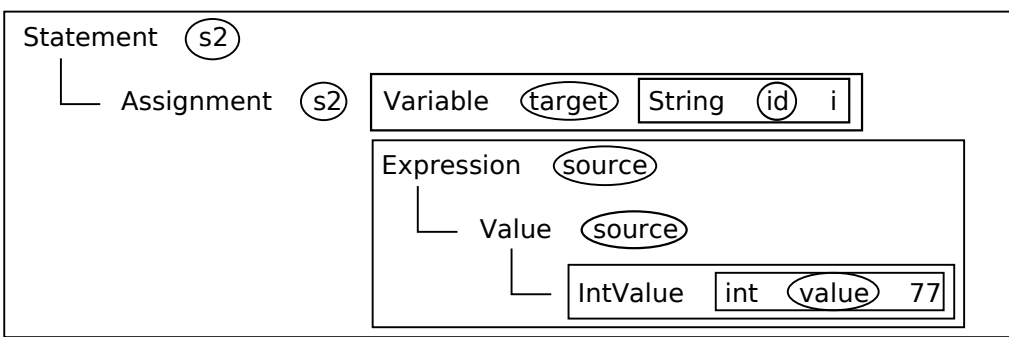 Statement s2
Assignment s2 Variable target String id i
Expression source
Value source
IntValue int value 77